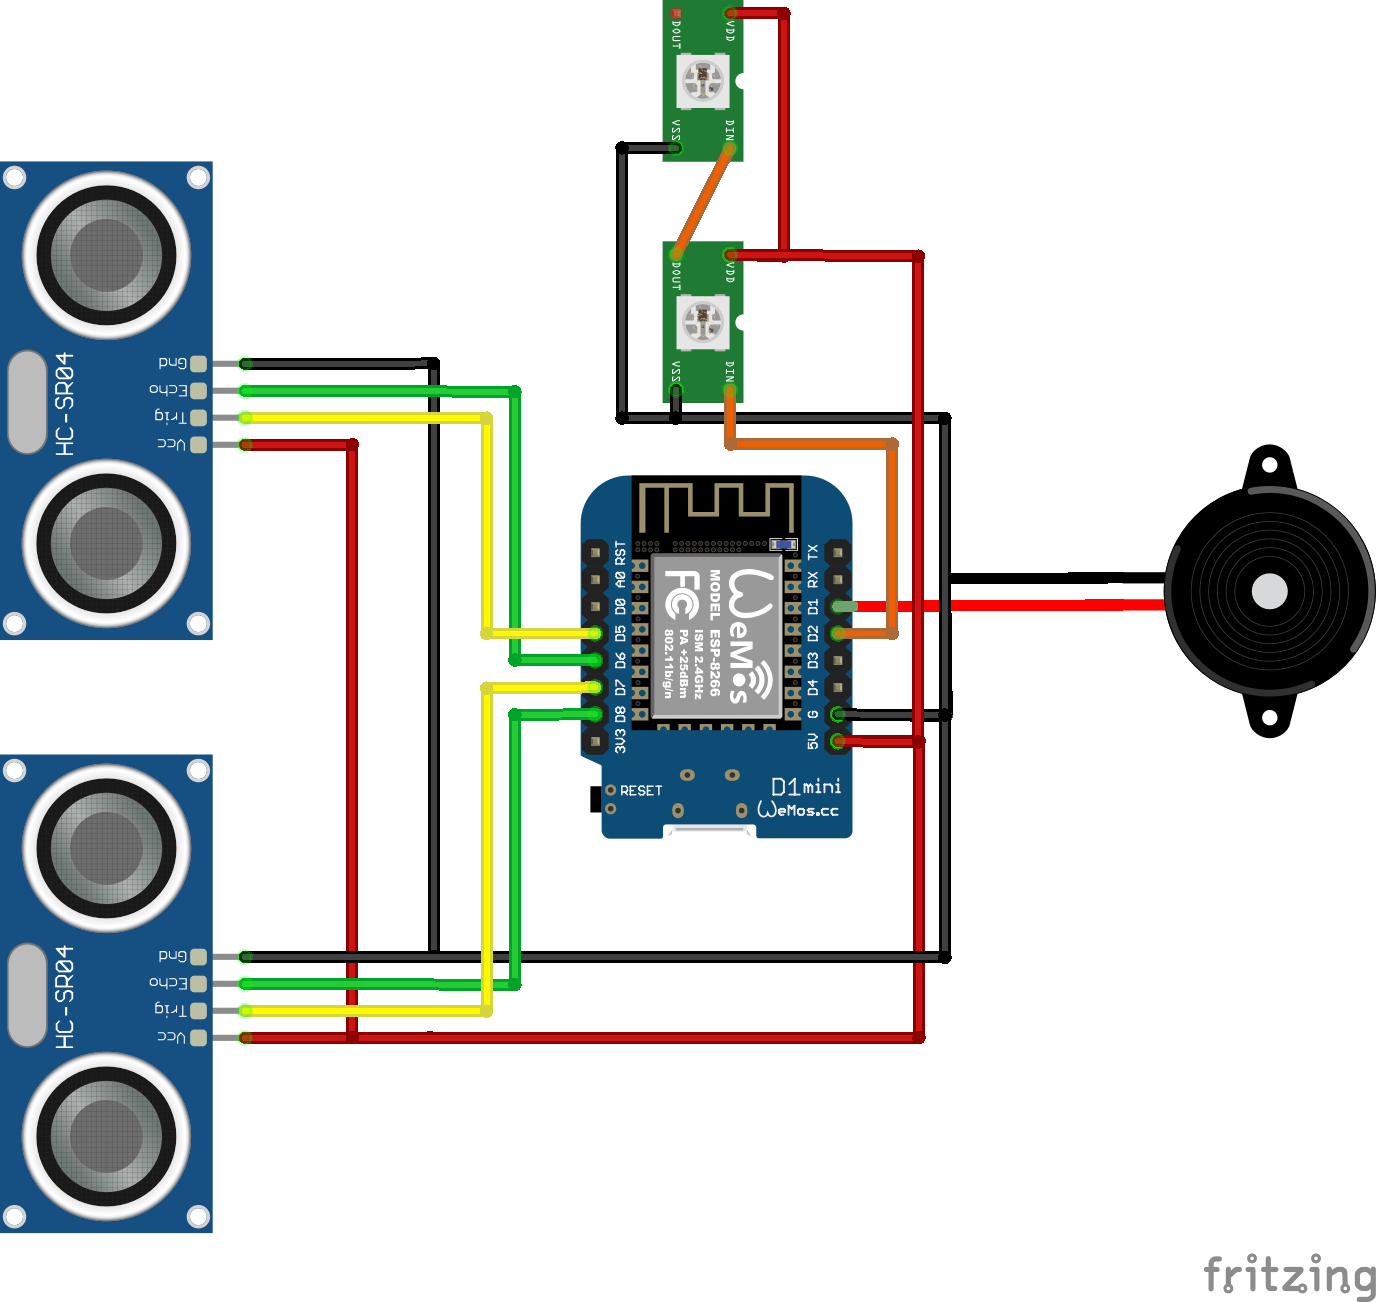 DOUT
VDD
VSS
DIN
DOUT
VDD
VSS
DIN
HC-SR04
Gnd
Echo
Trig
Vcc
RST
A0
D0
D5
D6
D7
D8
3V3
TX
RX
D1
D2
D3
D4
G
5V
WeMos
MODEL ESP-8266
ISM 2.4GHz
PA +25dBm
802.11b/g/n
FC
RESET
D1mini
WeMos.cc
HC-SR04
Gnd
Echo
Trig
Vcc
fritzing